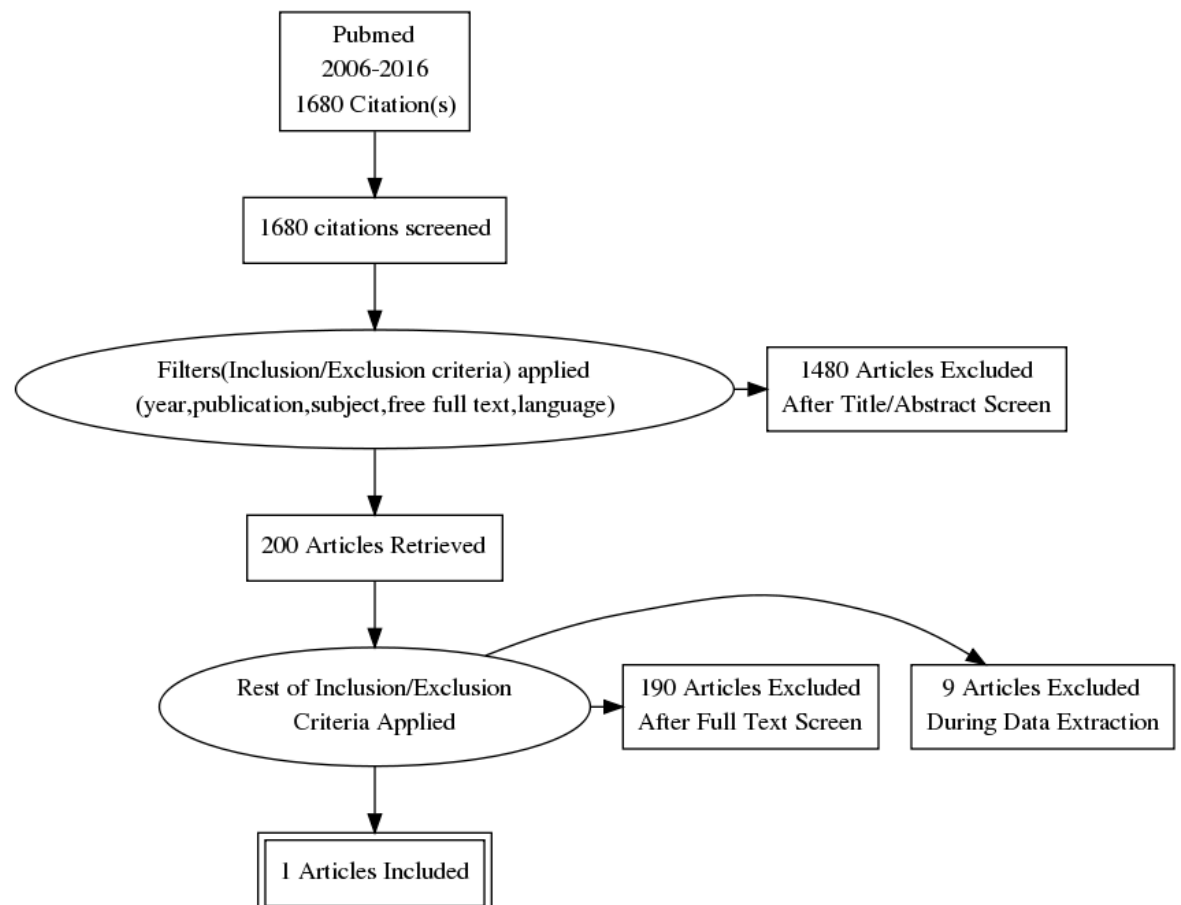 Pubmed
2006-2016
1680 Citation(s)
1680 citations screened
Filters(Inclusion/Exclusion criteria) applied
(year,publication,subject,free full text,language)
1480 Articles Excluded
After Title/Abstract Screen
200 Articles Retrieved
Rest of Inclusion/Exclusion
Criteria Applied
190 Articles Excluded
After Full Text Screen
9 Articles Excluded
During Data Extraction
1 Articles Included